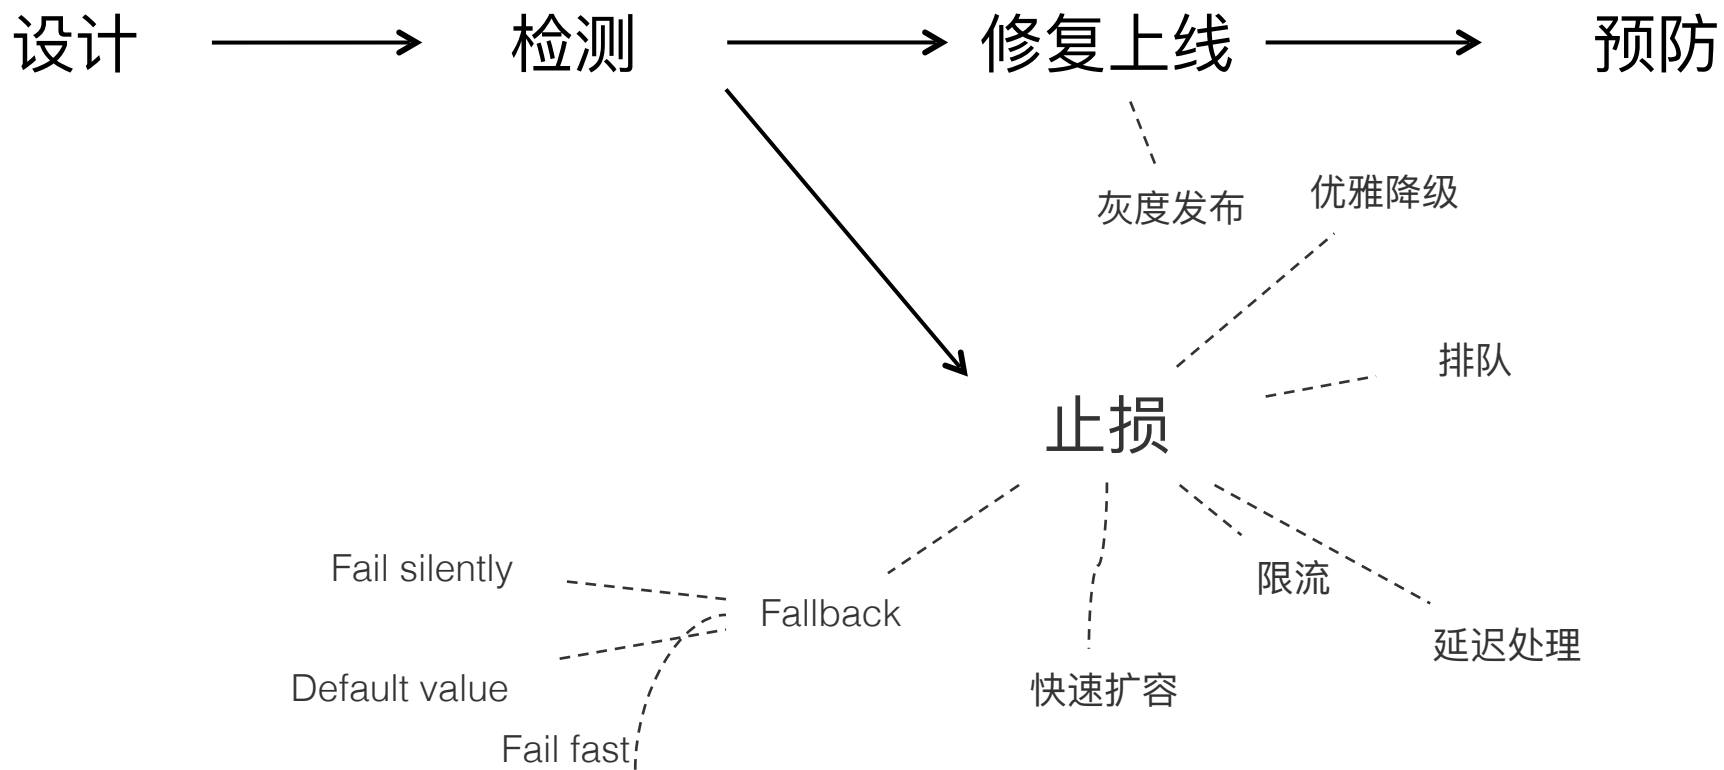 设计
检测
修复上线
预防
灰度发布
优雅降级
排队
止损
Fail silently
Fallback
限流
延迟处理
快速扩容
Default value
Fail fast